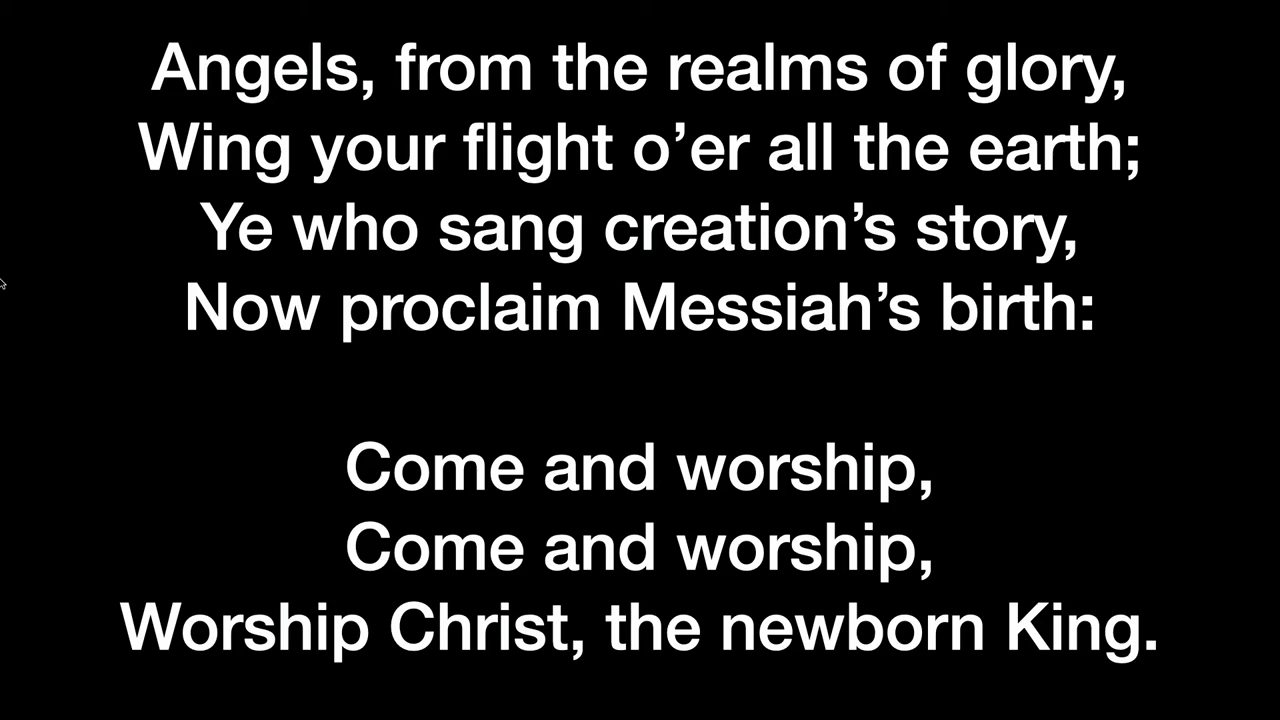 Angels, from the realms of glory,
Wing your flight o’er all the earth;
Ye who sang creation’s story,
Now proclaim Messiah’s birth:
Come and worship,
Come and worship,
Worship Christ, the newborn King.